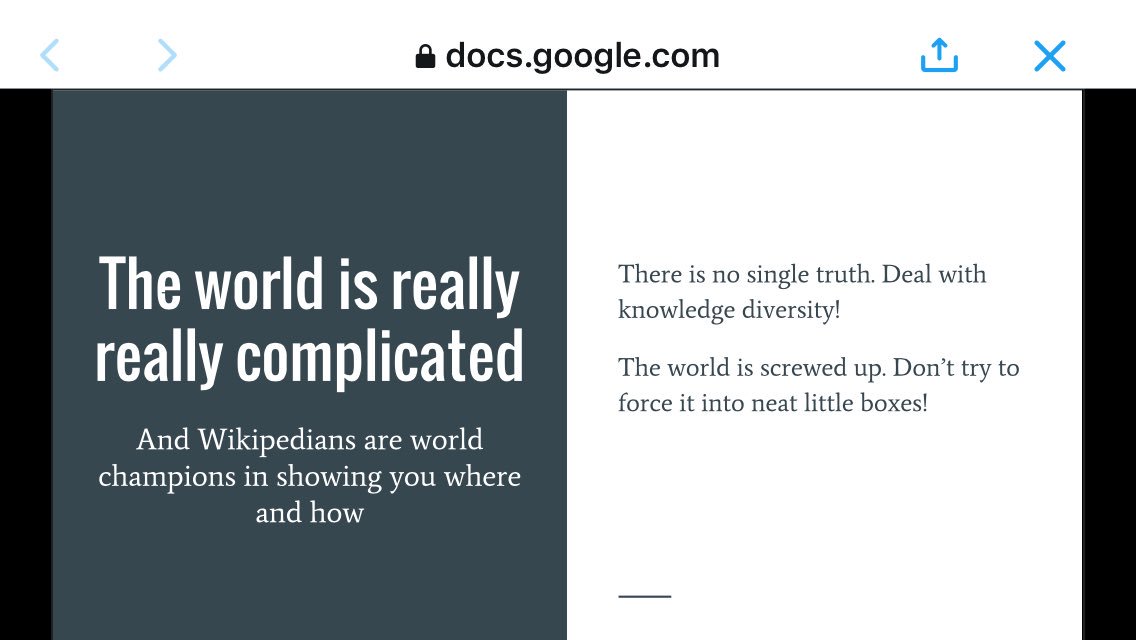 docs.google.com
The world is really
really complicated
And Wikipedians are world
champions in showing you where
and how
There is no single truth. Deal with
knowledge diversity!
The world is screwed up. Don’t try to
force it into neat little boxes!